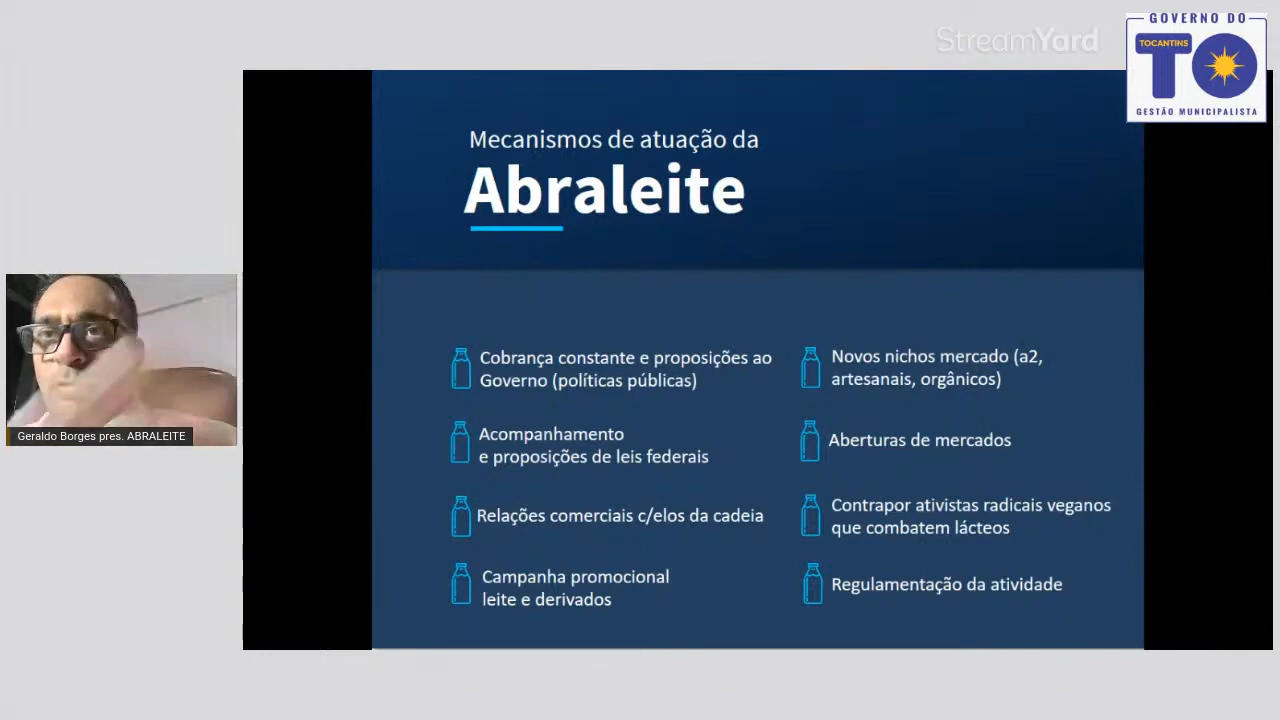 StreamYard
GOVERNO DO
TOCANTINS
TO
GESTÃO MUNICIPALISTA
Mecanismos de atuação da
Abraleite
Cobrança constante e proposições ao
Governo (políticas públicas)
Acompanhamento
e proposições de leis federais
Relações comerciais c/elos da cadeia
Campanha promocional
leite e derivados
Novos nichos mercado (a2,
artesanais, orgânicos)
Aberturas de mercados
Contrapor ativistas radicais veganos
que combatem lácteos
Regulamentação da atividade
Geraldo Borges pres. ABRALEITE